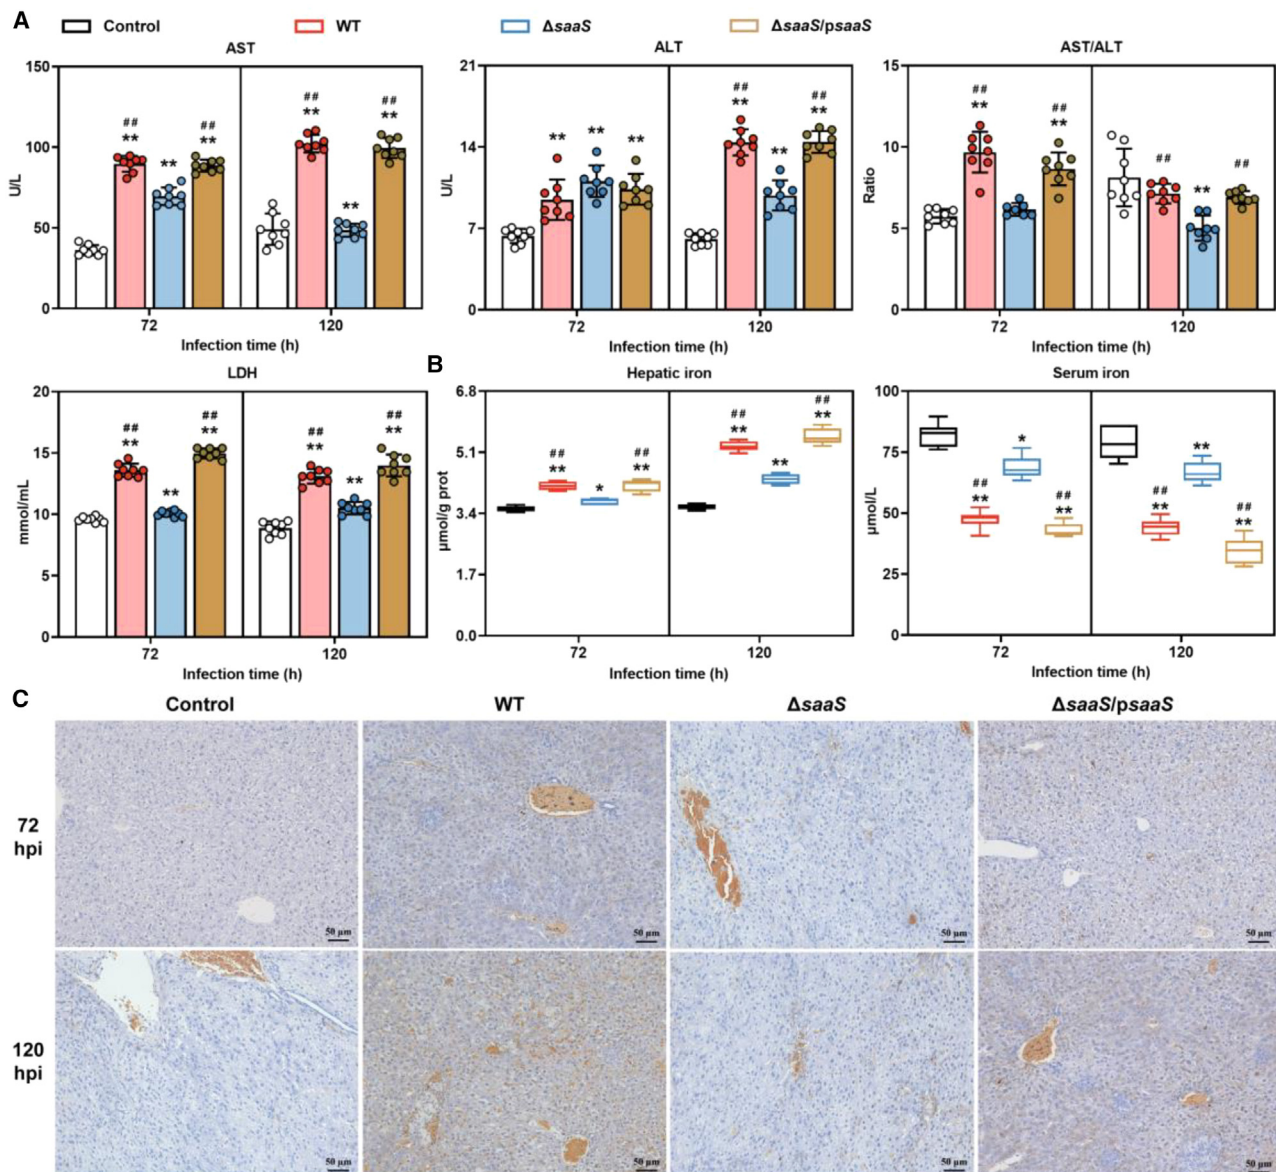 A
Control WT ΔsaaS ΔsaaS/psaaS
AST
150
100
50
0
U/L
## ** ** ## ** ## ** ** ## **
72 120
Infection time (h)
ALT
21
14
7
0
U/L
** ** ** ## ** ** ## **
72 120
Infection time (h)
AST/ALT
15
10
5
0
Ratio
## ** ## ** ## ** ##
72 120
Infection time (h)
LDH
20
15
10
5
0
mmol/mL
## ** ** ## ** ## ** ** ## **
72 120
Infection time (h)
B
Hepatic iron
6.8
5.1
3.4
1.7
0.0
μmol/g prot
## ** * ## ** ## ** ** ## **
72 120
Infection time (h)
Serum iron
100
75
50
25
0
μmol/L
## ** * ## ** ## ** ** ## **
72 120
Infection time (h)
C
Control WT ΔsaaS ΔsaaS/psaaS
72
hpi
50 μm 50 μm 50 μm 50 μm
120
hpi
50 μm 50 μm 50 μm 50 μm